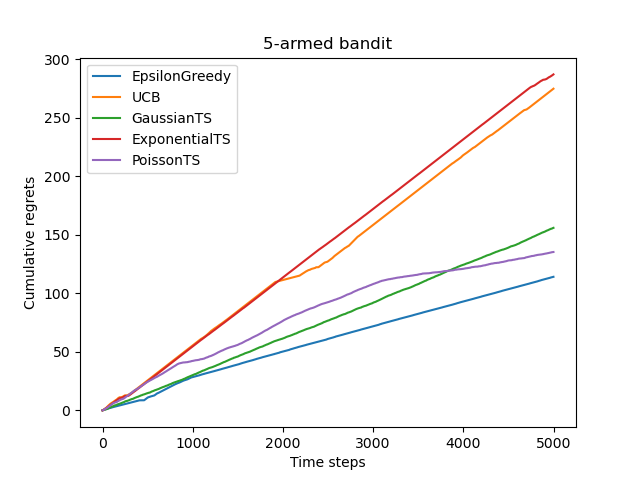 5-armed bandit
300
250
200
150
100
50
0
Cumulative regrets
EpsilonGreedy
UCB
GaussianTS
ExponentialTS
PoissonTS
0 1000 2000 3000 4000 5000
Time steps